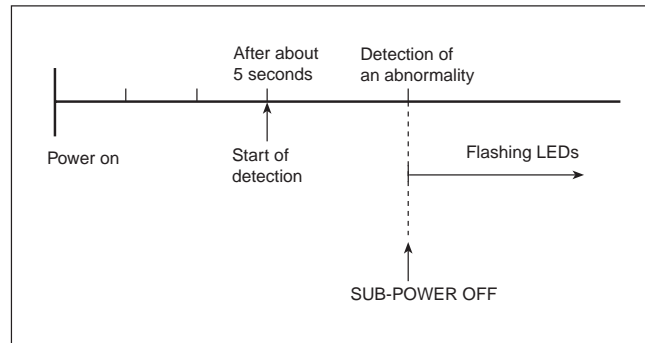 After about
5 seconds
Detection of
an abnormality
Power on
Start of
detection
Flashing LEDs
SUB-POWER OFF